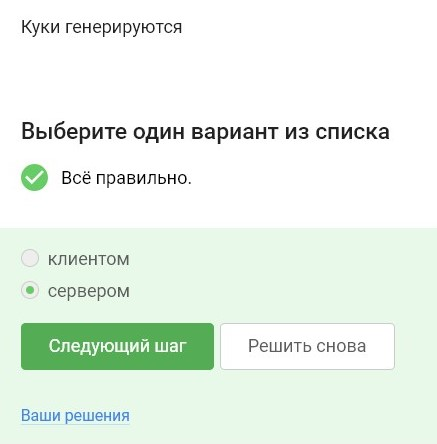 Куки генерируются
Выберите один вариант из списка
Всё правильно.
клиентом
сервером
Следующий шаг
Решить снова
Ваши решения